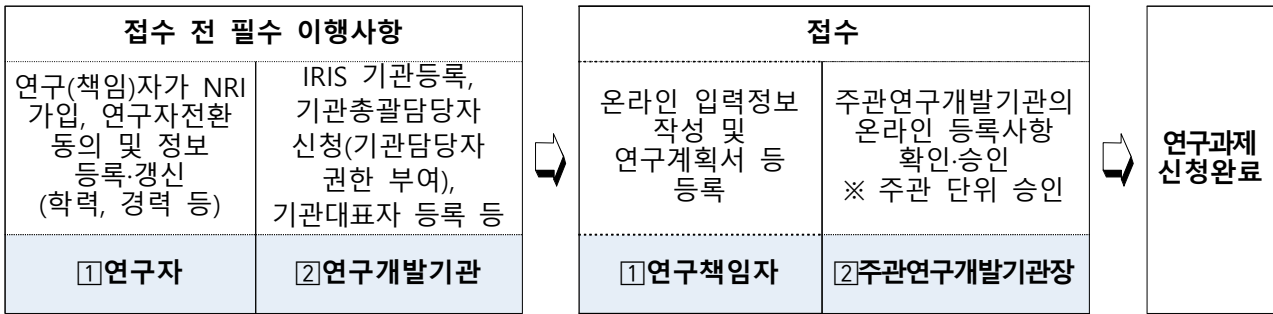 접수 전 필수 이행사항
연구(책임)자가 NRI
가입, 연구자전환
동의 및 정보
등록·갱신
(학력, 경력 등)
1연구자
IRIS 기관등록,
기관총괄담당자
신청(기관담당자
권한 부여),
기관대표자 등록 등
2연구개발기관
접수
온라인 입력정보
작성 및
연구계획서 등
등록
1연구책임자
주관연구개발기관의
온라인 등록사항
확인·승인
※ 주관 단위 승인
2주관연구개발기관장
연구과제
신청완료